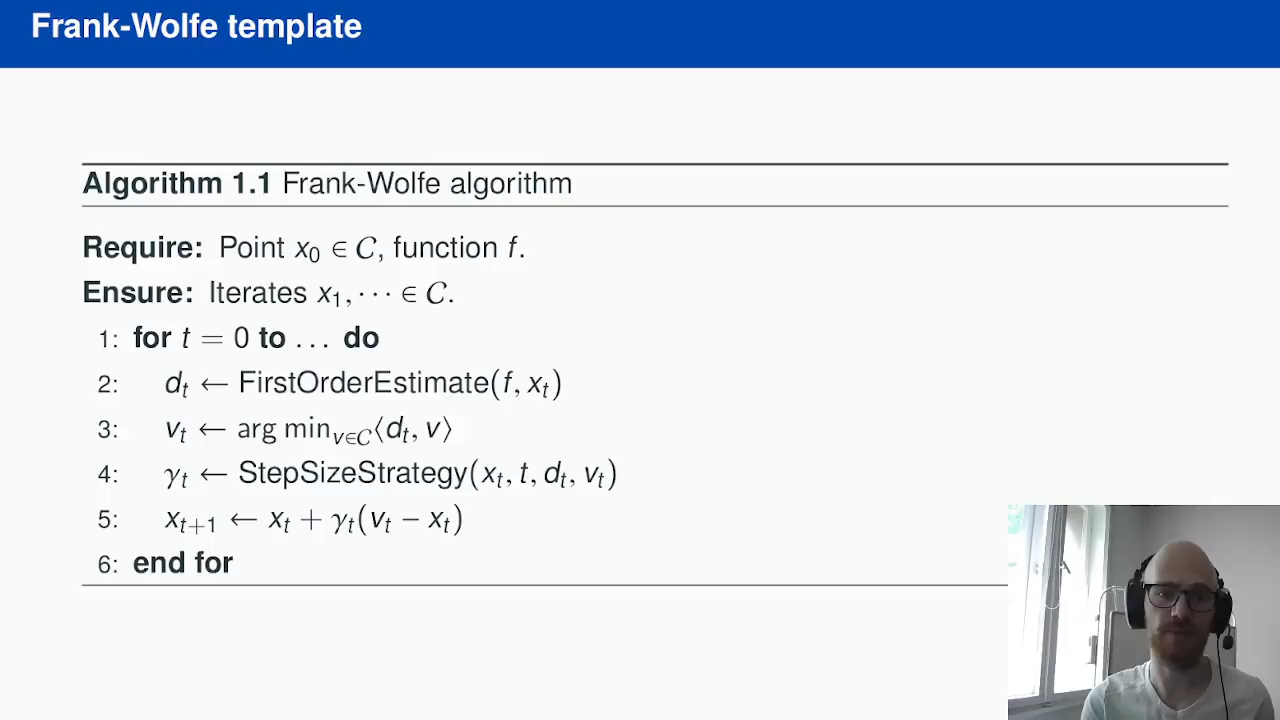 Frank-Wolfe template
Algorithm 1.1 Frank-Wolfe algorithm
Require: Point x₀ ∈ 𝒞, function f.
Ensure: Iterates x₁, ⋯ ∈ 𝒞.
1: for t = 0 to … do
2: dₜ ← FirstOrderEstimate(f, xₜ)
3: vₜ ← arg min_{v∈𝒞}⟨dₜ, v⟩
4: γₜ ← StepSizeStrategy(xₜ, t, dₜ, vₜ)
5: xₜ₊₁ ← xₜ + γₜ(vₜ − xₜ)
6: end for